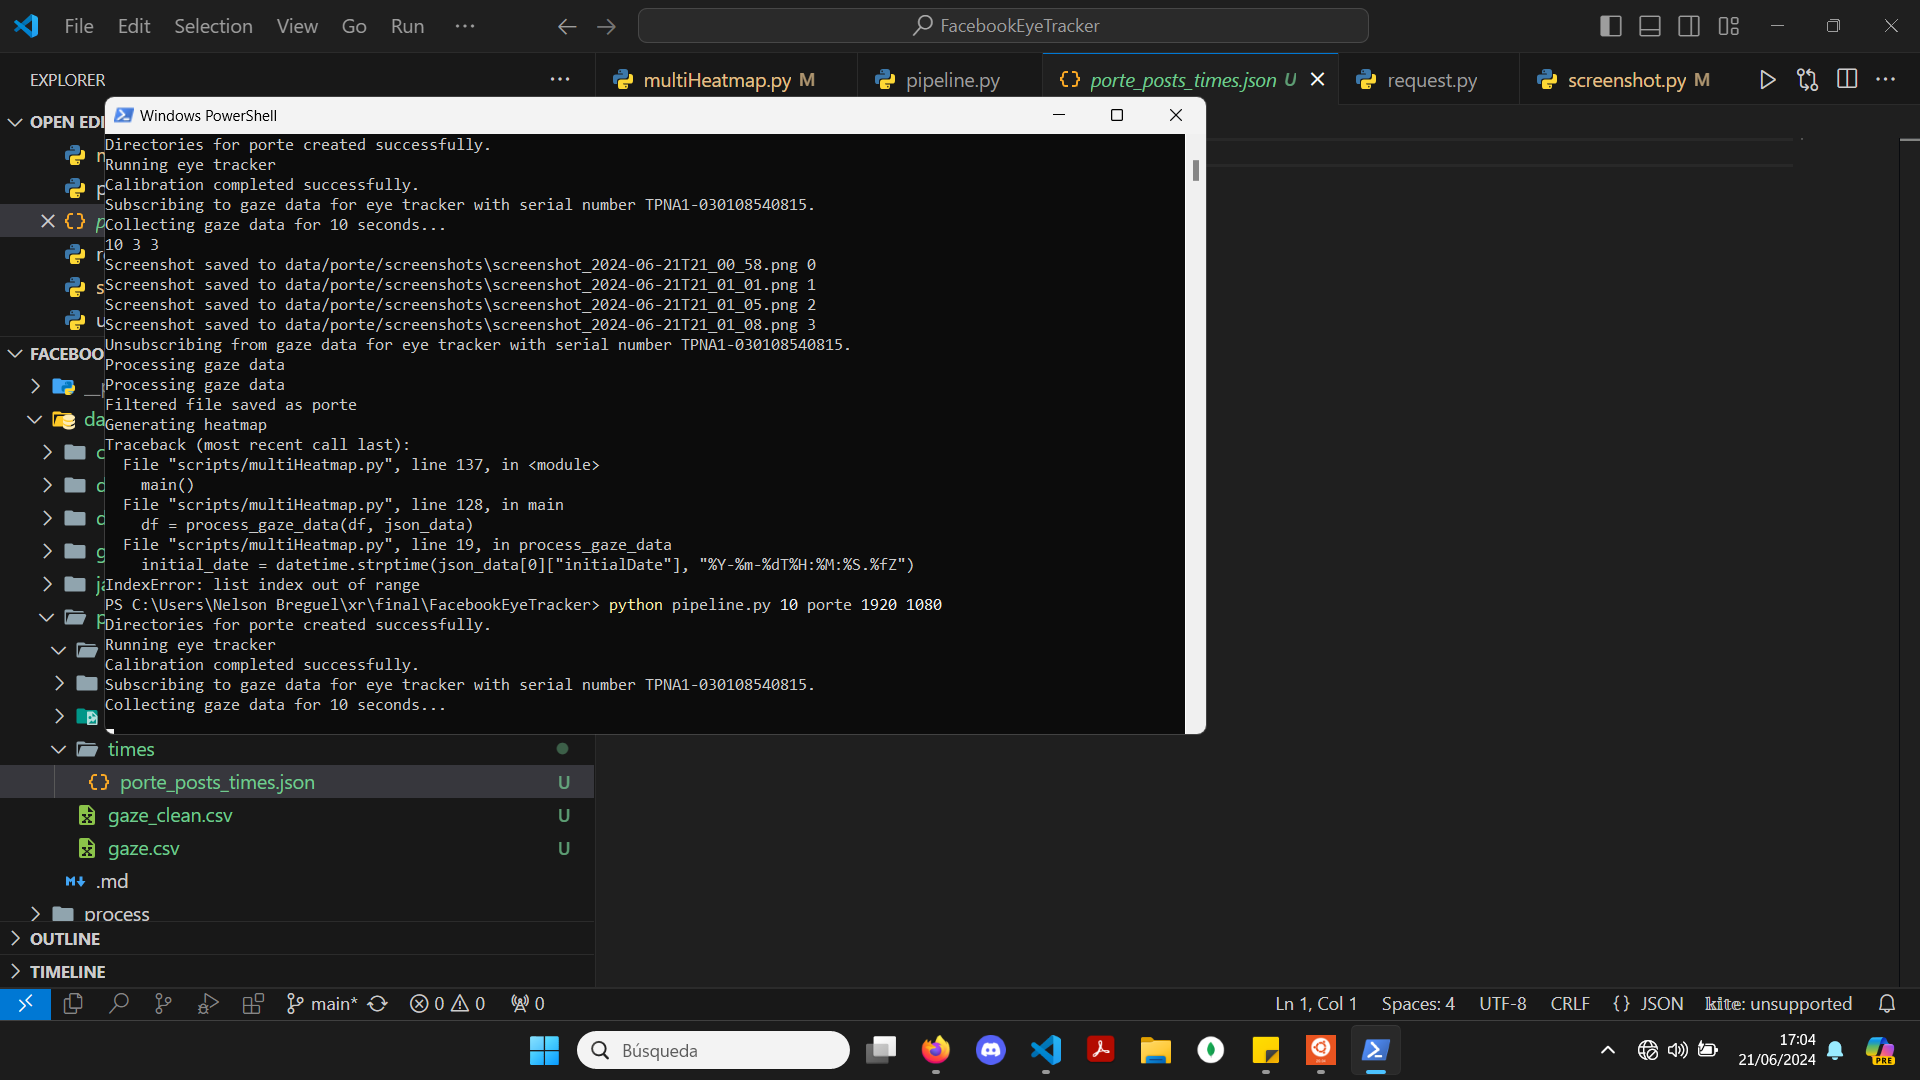 File Edit Selection View Go Run ··· FacebookEyeTracker
EXPLORER ···
multiHeatmap.py M
pipeline.py
porte_posts_times.json U
request.py
screenshot.py M
OPEN EDI
Windows PowerShell
Directories for porte created successfully.
Running eye tracker
Calibration completed successfully.
Subscribing to gaze data for eye tracker with serial number TPNA1-030108540815.
Collecting gaze data for 10 seconds...
10 3 3
Screenshot saved to data/porte/screenshots\screenshot_2024-06-21T21_00_58.png 0
Screenshot saved to data/porte/screenshots\screenshot_2024-06-21T21_01_01.png 1
Screenshot saved to data/porte/screenshots\screenshot_2024-06-21T21_01_05.png 2
Screenshot saved to data/porte/screenshots\screenshot_2024-06-21T21_01_08.png 3
Unsubscribing from gaze data for eye tracker with serial number TPNA1-030108540815.
Processing gaze data
Processing gaze data
Filtered file saved as porte
Generating heatmap
Traceback (most recent call last):
File "scripts/multiHeatmap.py", line 137, in <module>
main()
File "scripts/multiHeatmap.py", line 128, in main
df = process_gaze_data(df, json_data)
File "scripts/multiHeatmap.py", line 19, in process_gaze_data
initial_date = datetime.strptime(json_data[0]["initialDate"], "%Y-%m-%dT%H:%M:%S.%fZ")
IndexError: list index out of range
PS C:\Users\Nelson Breguel\xr\final\FacebookEyeTracker> python pipeline.py 10 porte 1920 1080
Directories for porte created successfully.
Running eye tracker
Calibration completed successfully.
Subscribing to gaze data for eye tracker with serial number TPNA1-030108540815.
Collecting gaze data for 10 seconds...
FACEBOO
da
times
porte_posts_times.json U
gaze_clean.csv U
gaze.csv U
.md
process
OUTLINE
TIMELINE
main* 0 0 0 Ln 1, Col 1 Spaces: 4 UTF-8 CRLF {} JSON kite: unsupported
Búsqueda
17:04
21/06/2024
PRE